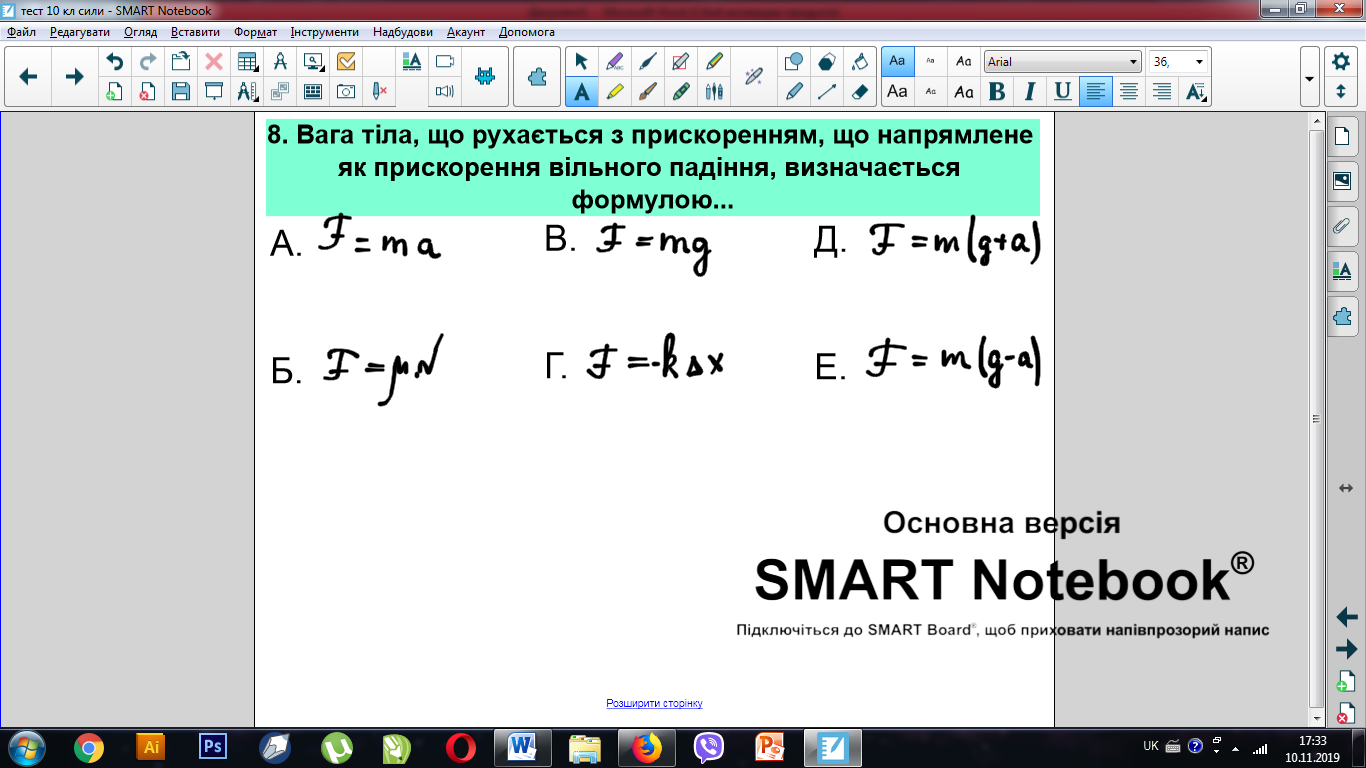 тест 10 кл сили - SMART Notebook
Файл Редагувати Огляд Вставити Формат Інструменти Надбудови Акаунт Допомога
Arial 36,
8. Вага тіла, що рухається з прискоренням, що напрямлене
як прискорення вільного падіння, визначається
формулою...
А. F = ma В. F = mg Д. F = m(g+a)
Б. F = μN Г. F = -kΔx Е. F = m(g-a)
Основна версія
SMART Notebook®
Підключіться до SMART Board®, щоб приховати напівпрозорий напис
Розширити сторінку
UK 17:33
10.11.2019